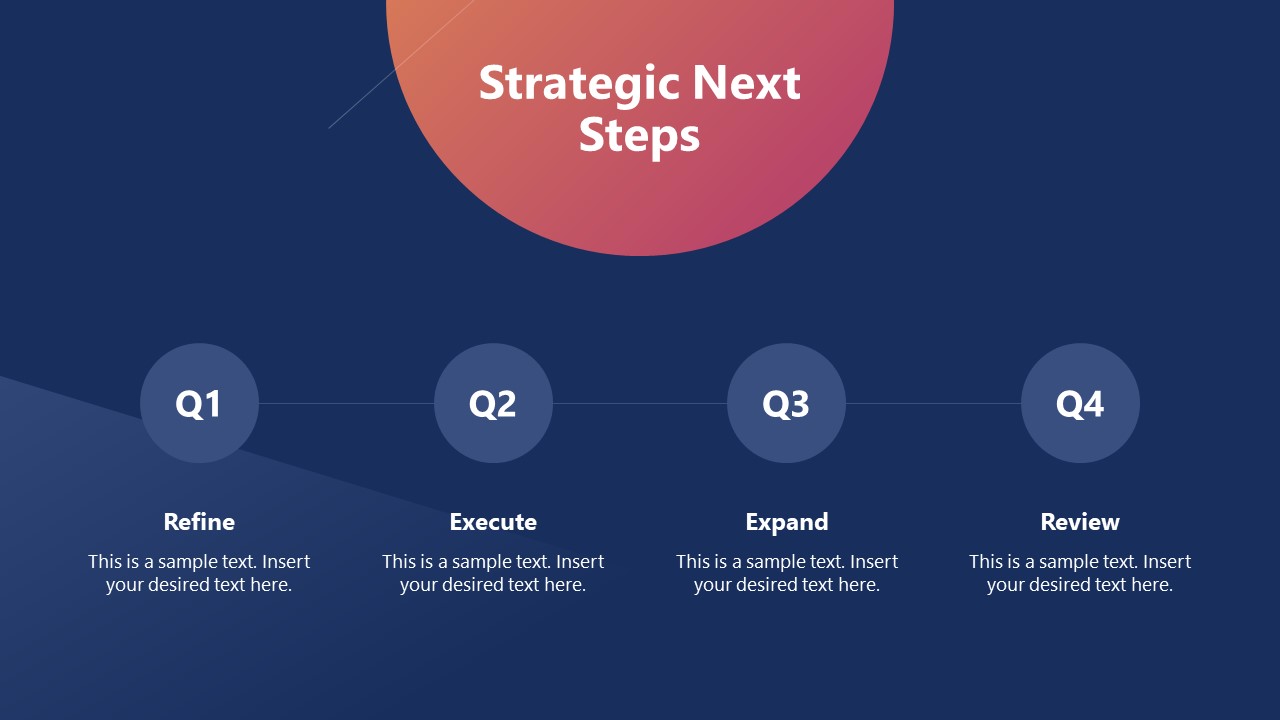 Strategic Next
Steps
Q1
Q2
Q3
Q4
Refine
This is a sample text. Insert
your desired text here.
Execute
This is a sample text. Insert
your desired text here.
Expand
This is a sample text. Insert
your desired text here.
Review
This is a sample text. Insert
your desired text here.